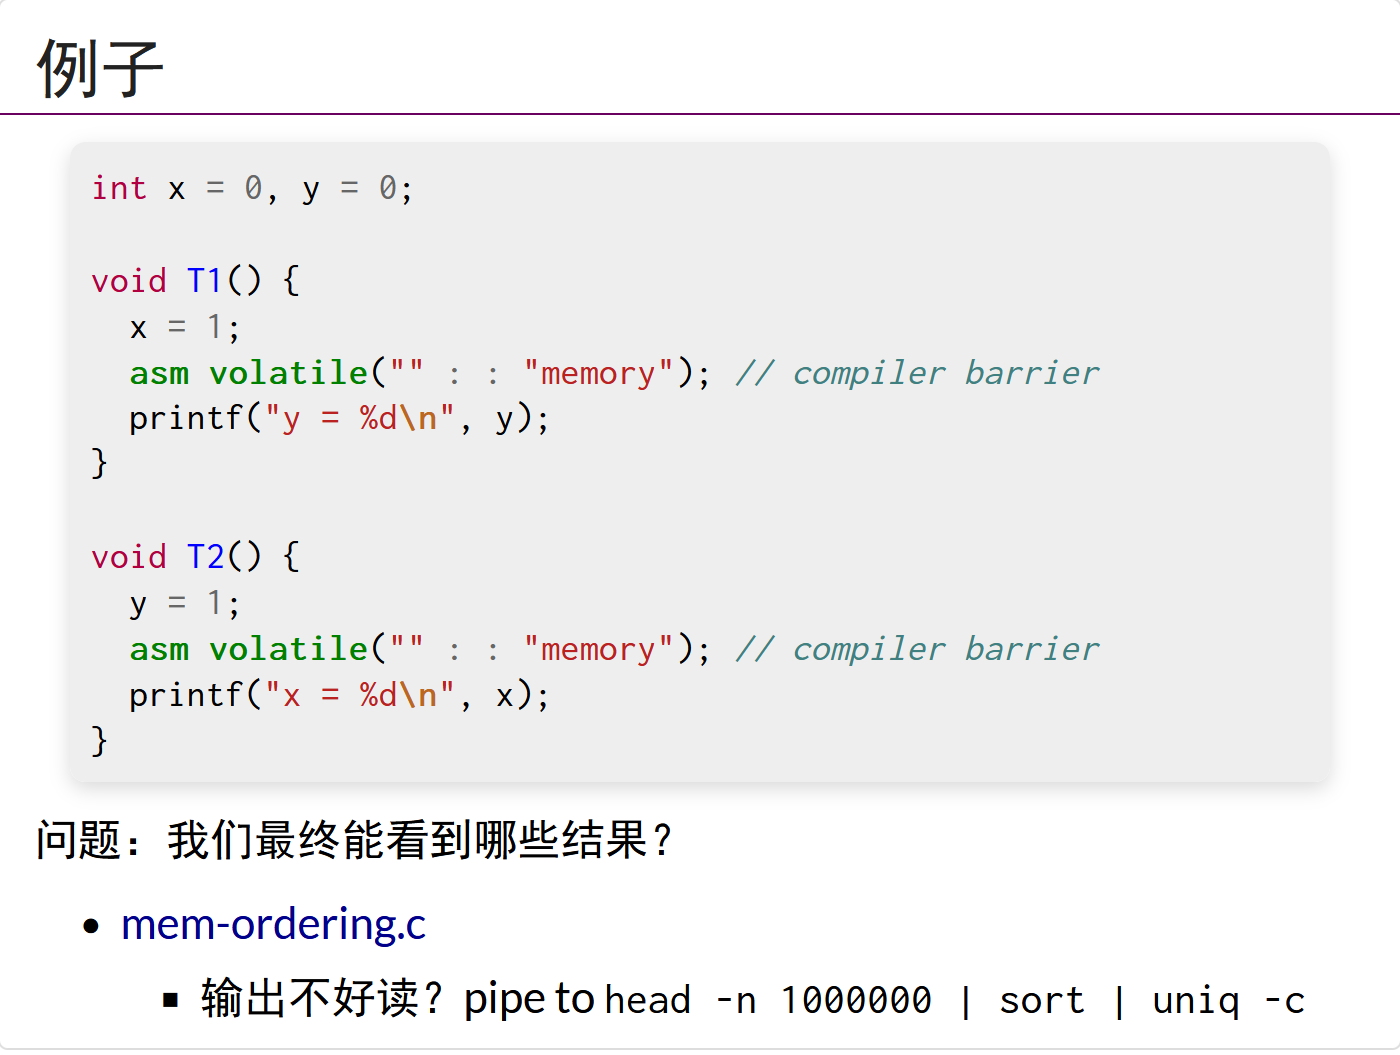 例子
int x = 0, y = 0;
void T1() {
  x = 1;
  asm volatile("" : : "memory"); // compiler barrier
  printf("y = %d\n", y);
}
void T2() {
  y = 1;
  asm volatile("" : : "memory"); // compiler barrier
  printf("x = %d\n", x);
}
问题：我们最终能看到哪些结果？
• mem-ordering.c
▪ 输出不好读？pipe to head -n 1000000 | sort | uniq -c